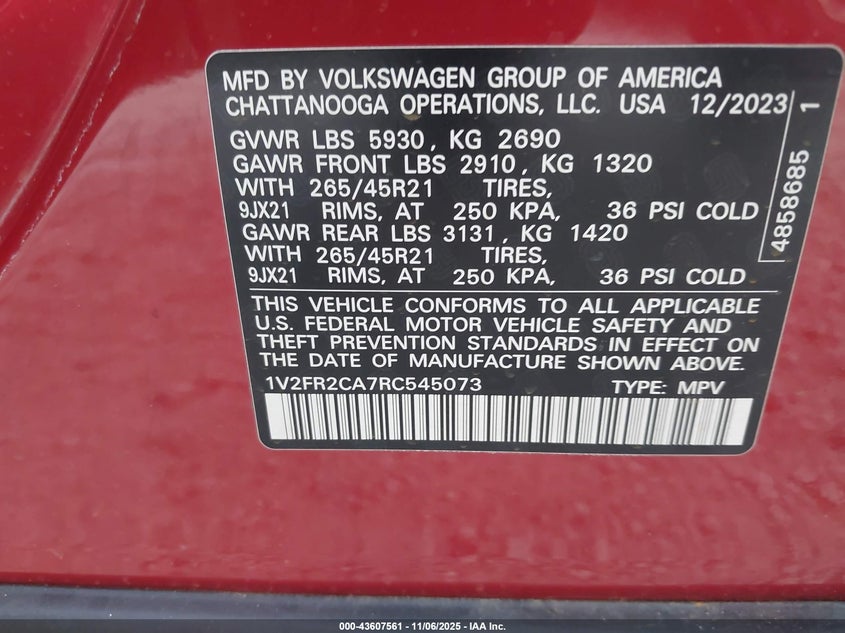 MFD BY VOLKSWAGEN GROUP OF AMERICA
CHATTANOOGA OPERATIONS, LLC. USA 12/2023
GVWR LBS 5930, KG 2690
GAWR FRONT LBS 2910, KG 1320
WITH 265/45R21 TIRES,
9JX21 RIMS, AT 250 KPA, 36 PSI COLD
GAWR REAR LBS 3131, KG 1420
WITH 265/45R21 TIRES,
9JX21 RIMS, AT 250 KPA, 36 PSI COLD
THIS VEHICLE CONFORMS TO ALL APPLICABLE
U.S. FEDERAL MOTOR VEHICLE SAFETY AND
THEFT PREVENTION STANDARDS IN EFFECT ON
THE DATE OF MANUFACTURE SHOWN ABOVE.
1V2FR2CA7RC545073 TYPE: MPV
4858685 1
000-43607561 - 11/06/2025 - IAA Inc.